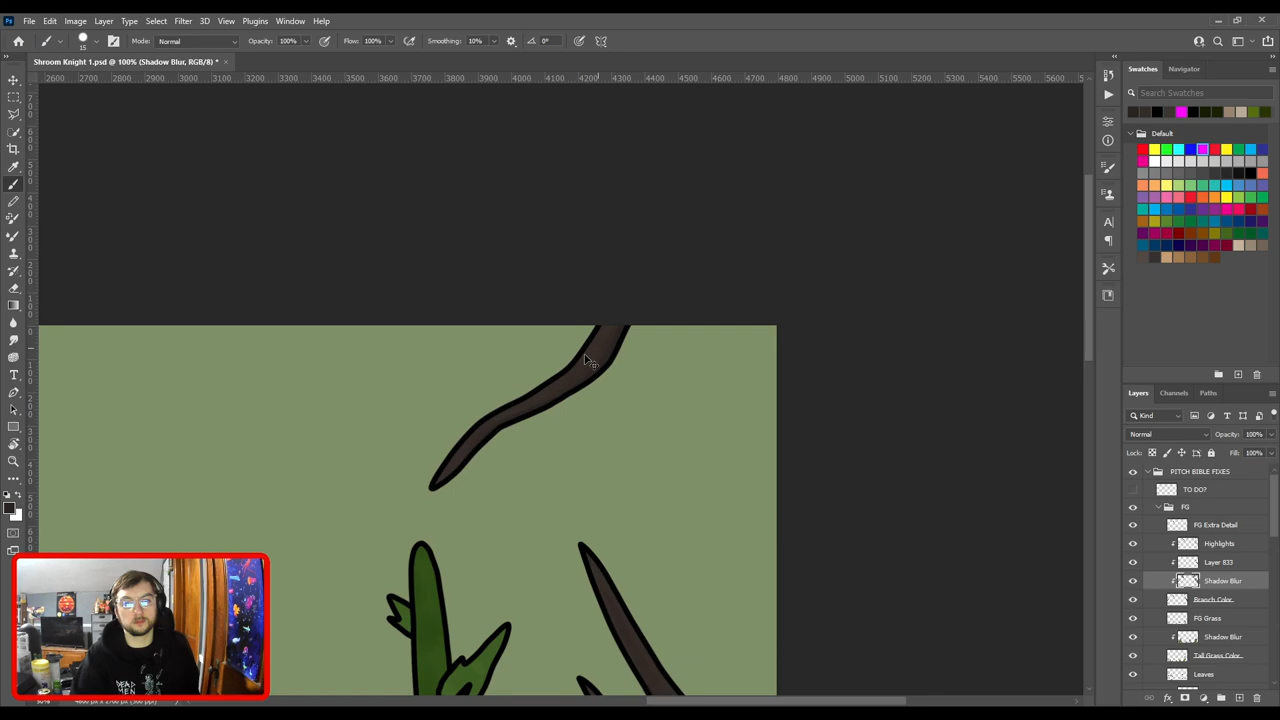 Ps File Edit Image Layer Type Select Filter 3D View Plugins Window Help
15 Mode: Normal Opacity: 100% Flow: 100% Smoothing: 10% 0°
Shroom Knight 1.psd @ 100% (Shadow Blur, RGB/8) * ×
2600 2700 2800 2900 3000 3100 3200 3300 3400 3500 3600 3700 3800 3900 4000 4100 4200 4300 4400 4500 4600 4700 4800 4900 5000 5100 5200 5300 5
Swatches Navigator
Search Swatches
Default
Layers Channels Paths
Kind
Normal Opacity: 100%
Lock: Fill: 100%
PITCH BIBLE FIXES
TO DO?
FG
FG Extra Detail
Highlights
Layer 833
Shadow Blur
Branch Color
FG Grass
Shadow Blur
Tall Grass Color
Leaves
DEAD
MEN